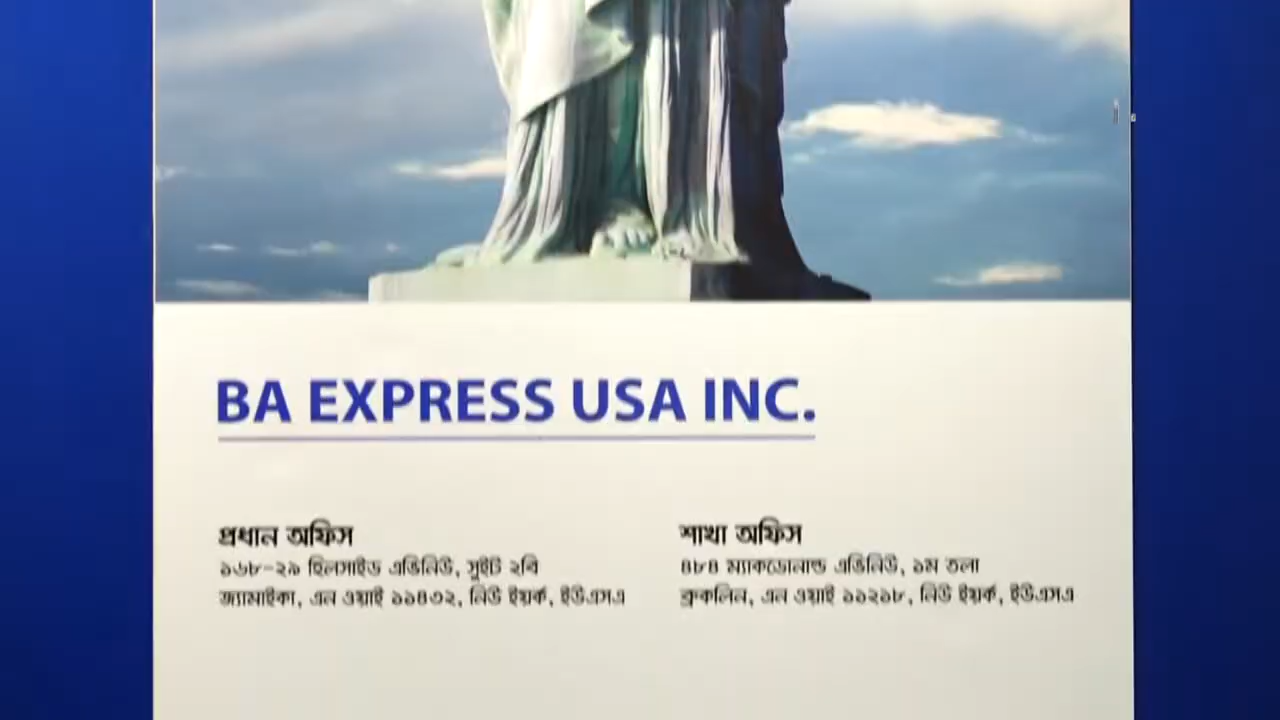 BA EXPRESS USA INC.
প্রধান অফিস
১৬৮-২৯ হিলসাইড এভিনিউ, সুইট ২বি
জ্যামাইকা, এন ওয়াই ১১৪৩২, নিউ ইয়র্ক, ইউএসএ
শাখা অফিস
৪৮৪ ম্যাকডোনাল্ড এভিনিউ, ১ম তলা
ব্রুকলিন, এন ওয়াই ১১২১৮, নিউ ইয়র্ক, ইউএসএ